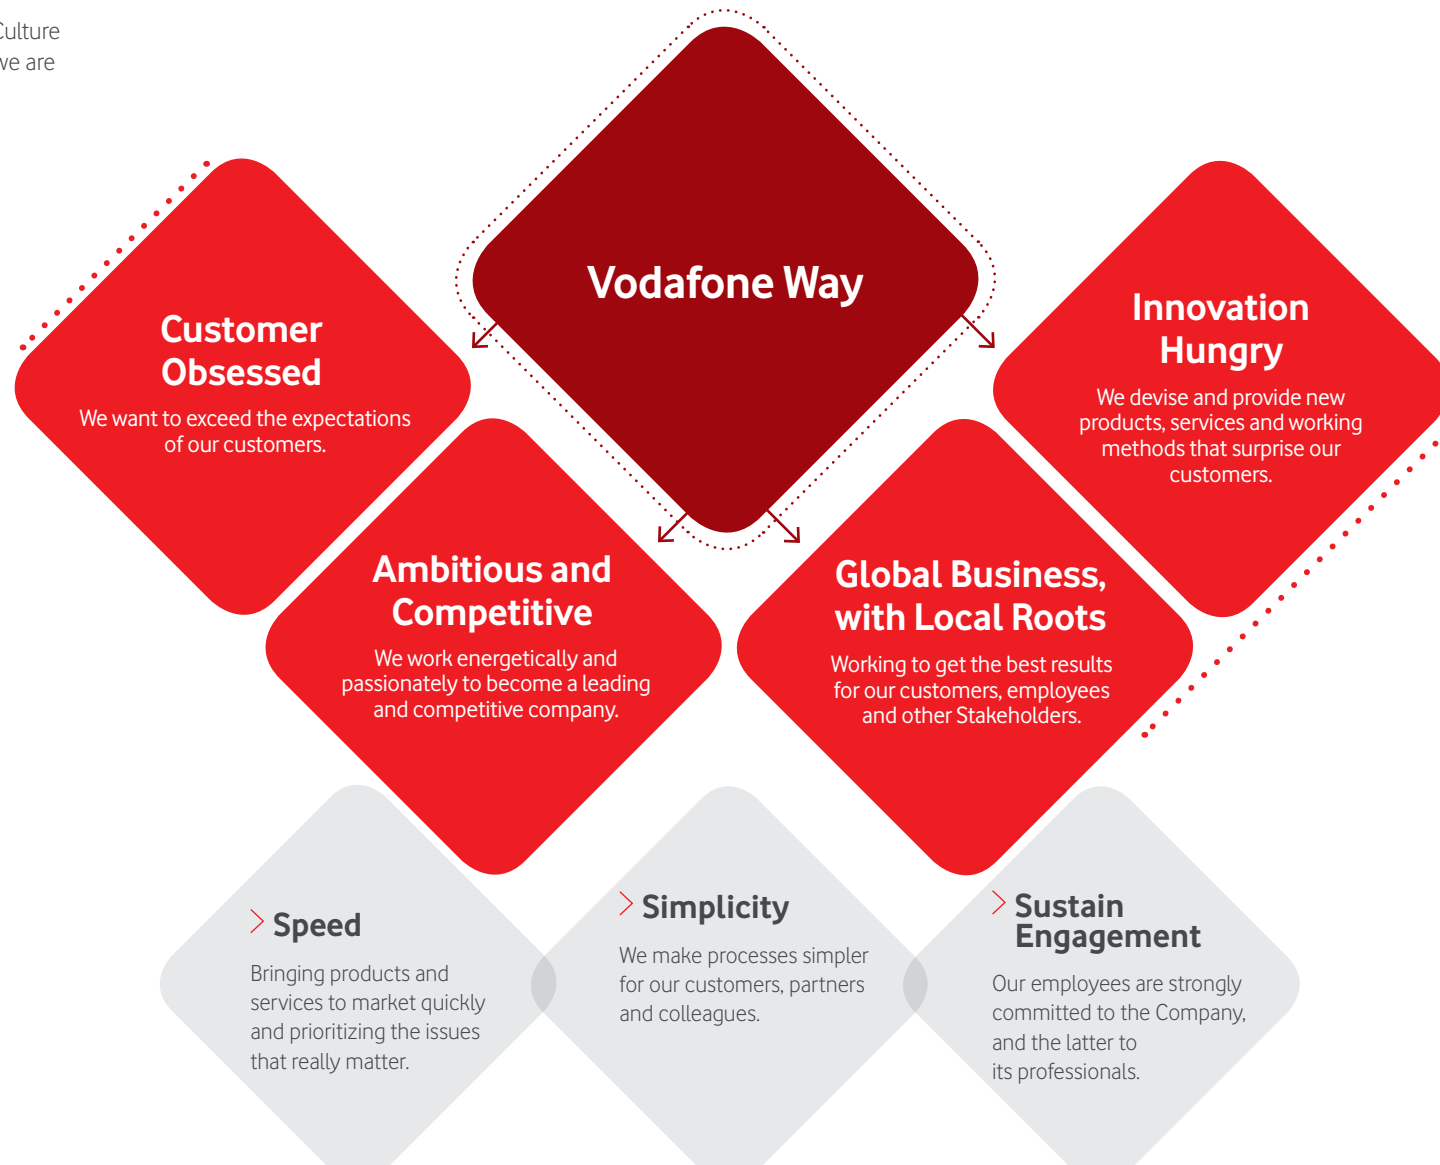 Culture
we are
Vodafone Way
Customer
Obsessed
We want to exceed the expectations
of our customers.
Innovation
Hungry
We devise and provide new
products, services and working
methods that surprise our
customers.
Ambitious and
Competitive
We work energetically and
passionately to become a leading
and competitive company.
Global Business,
with Local Roots
Working to get the best results
for our customers, employees
and other Stakeholders.
Speed
Bringing products and
services to market quickly
and prioritizing the issues
that really matter.
Simplicity
We make processes simpler
for our customers, partners
and colleagues.
Sustain
Engagement
Our employees are strongly
committed to the Company,
and the latter to
its professionals.